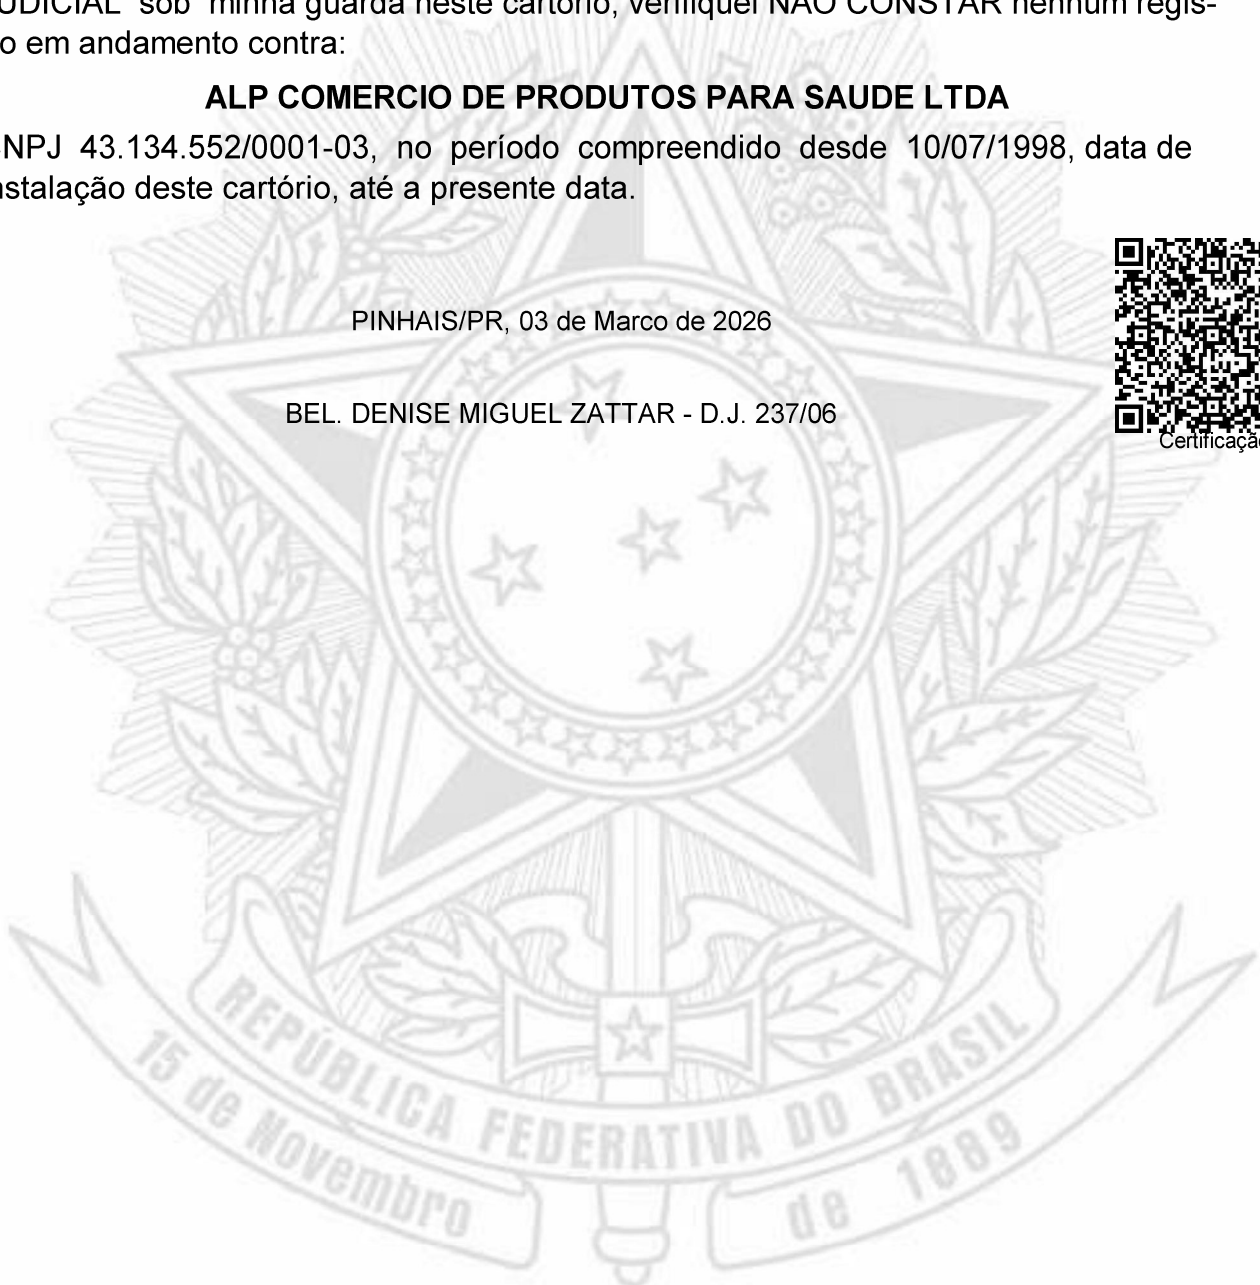 UDICIAL sob minha guarda neste cartório, verifiquei NÃO CONSTAR nenhum regis-
o em andamento contra:
ALP COMERCIO DE PRODUTOS PARA SAUDE LTDA
NPJ 43.134.552/0001-03, no período compreendido desde 10/07/1998, data de
nstalação deste cartório, até a presente data.
PINHAIS/PR, 03 de Marco de 2026
BEL. DENISE MIGUEL ZATTAR - D.J. 237/06
Certificaçã
REPÚBLICA FEDERATIVA DO BRASIL
15 de Novembro de 1889